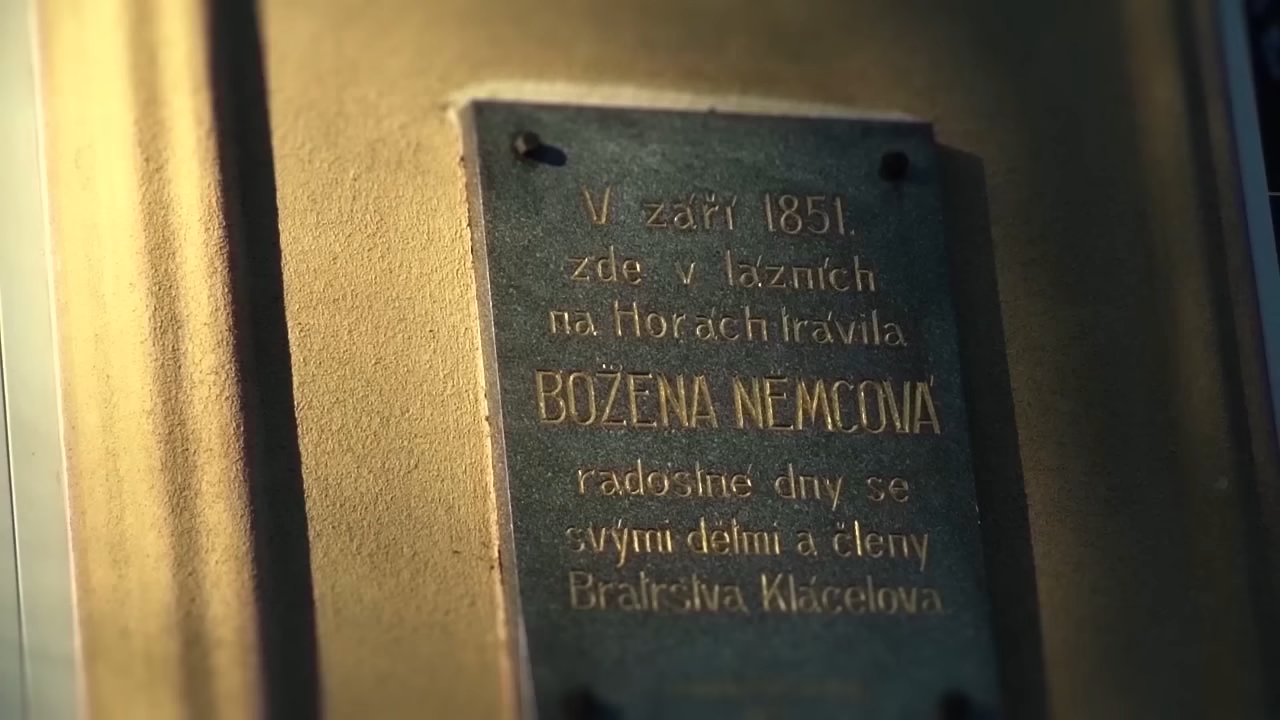 V září 1851.
zde v lázních
na Horách trávila
BOŽENA NĚMCOVÁ
radostné dny se
svými dětmi a členy
Bratrstva Klácelova